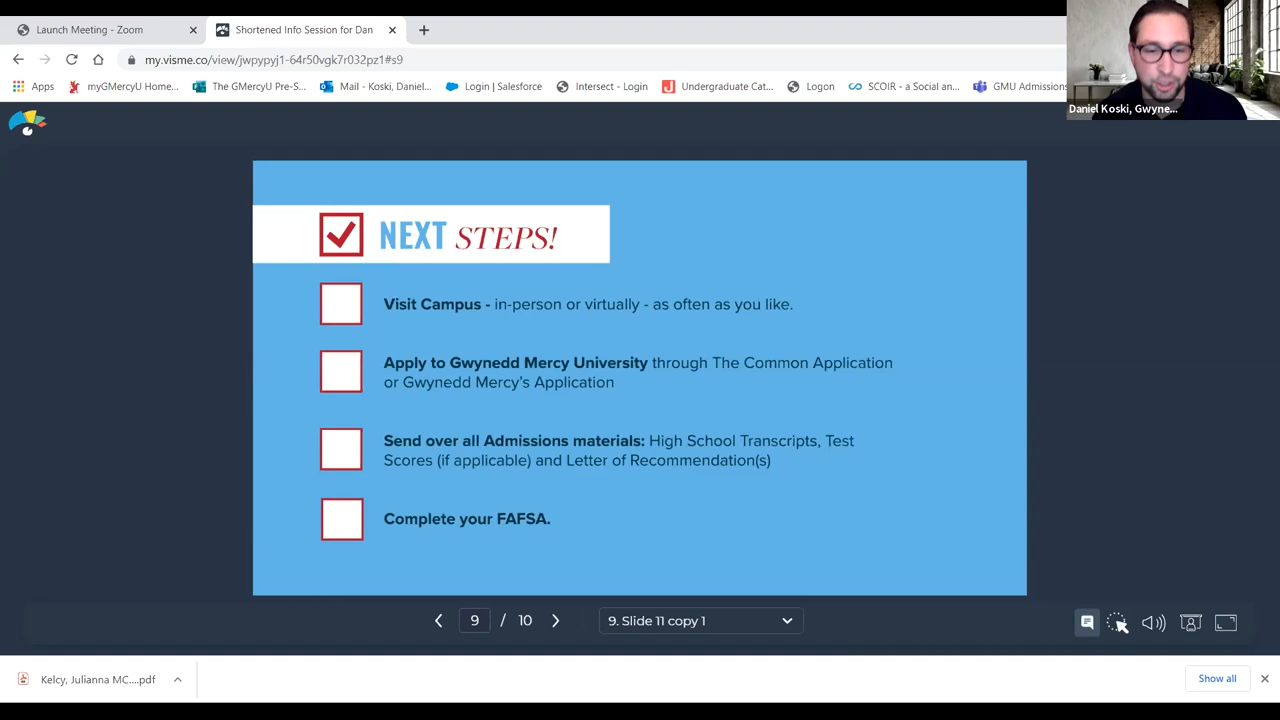 Launch Meeting - Zoom
Shortened Info Session for Dan
my.visme.co/view/jwpypyj1-64r50vgk7r032pz1#s9
Apps
myGMercyU Home...
The GMercyU Pre-S...
Mail - Koski, Daniel...
Login | Salesforce
Intersect - Login
Undergraduate Cat...
Logon
SCOIR - a Social an...
GMU Admissions
Daniel Koski, Gwyne...
NEXT STEPS!
Visit Campus - in-person or virtually - as often as you like.
Apply to Gwynedd Mercy University through The Common Application
or Gwynedd Mercy's Application
Send over all Admissions materials: High School Transcripts, Test
Scores (if applicable) and Letter of Recommendation(s)
Complete your FAFSA.
9 / 10
9. Slide 11 copy 1
Kelcy, Julianna MC....pdf
Show all